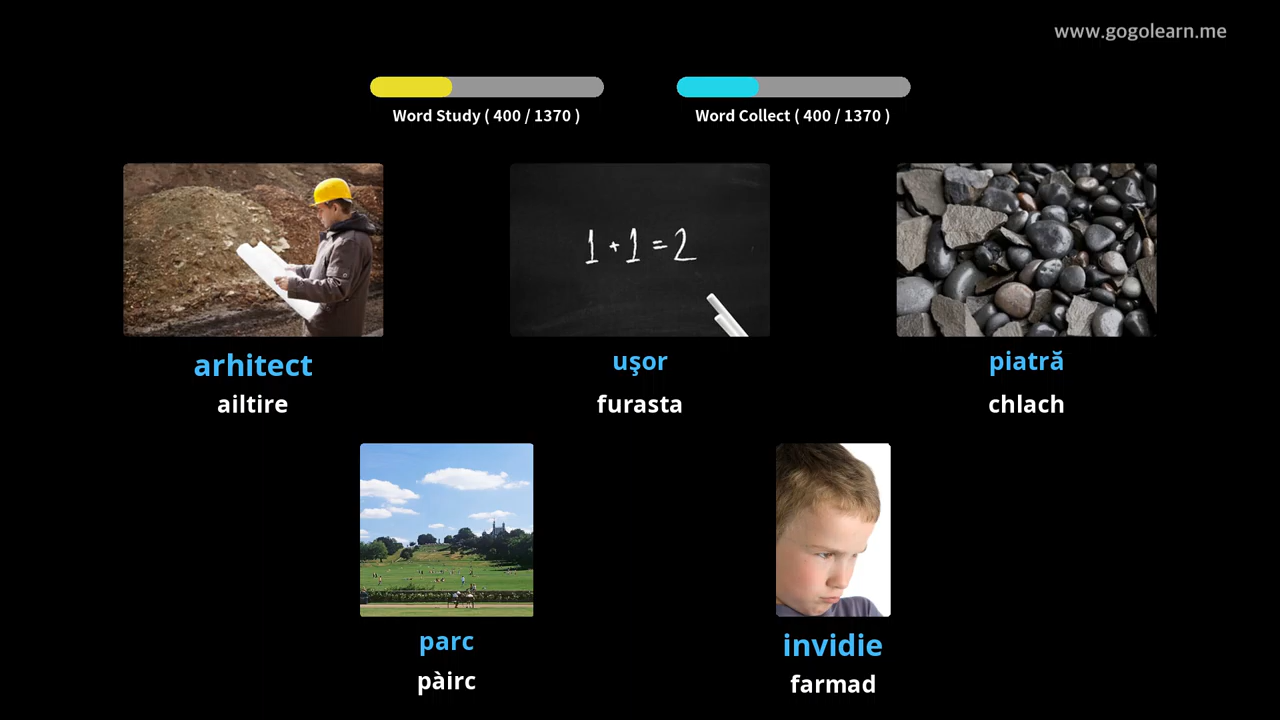 www.gogolearn.me
Word Study ( 400 / 1370 )
Word Collect ( 400 / 1370 )
1 + 1 = 2
arhitect
uşor
piatră
ailtire
furasta
chlach
parc
invidie
pàirc
farmad